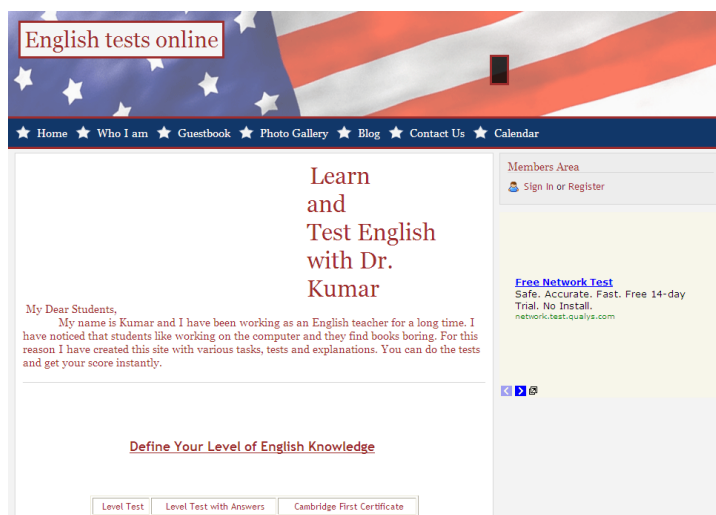 English tests online
Home Who I am Guestbook Photo Gallery Blog Contact Us Calendar
Learn
and
Test English
with Dr.
Kumar
My Dear Students,
My name is Kumar and I have been working as an English teacher for a long time. I
have noticed that students like working on the computer and they find books boring. For this
reason I have created this site with various tasks, tests and explanations. You can do the tests
and get your score instantly.
Define Your Level of English Knowledge
Level Test Level Test with Answers Cambridge First Certificate
Members Area
Sign In or Register
Free Network Test
Safe. Accurate. Fast. Free 14-day
Trial. No Install.
network.test.qualys.com